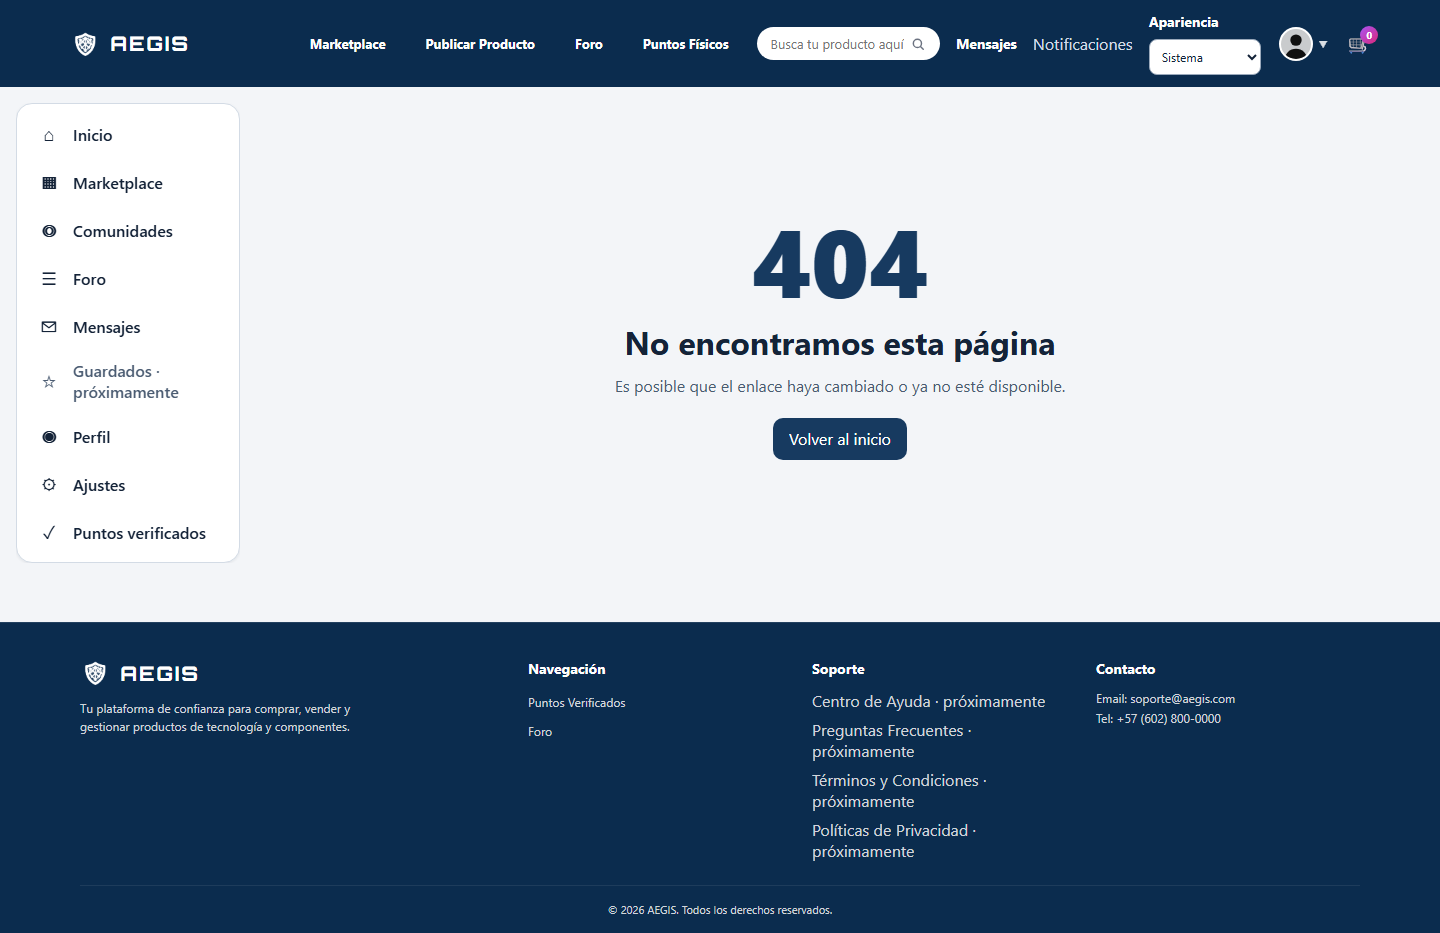 AEGIS
Marketplace
Publicar Producto
Foro
Puntos Físicos
Busca tu producto aquí
Mensajes
Notificaciones
Apariencia
Sistema
0
Inicio
Marketplace
Comunidades
Foro
Mensajes
Guardados ·
próximamente
Perfil
Ajustes
Puntos verificados
404
No encontramos esta página
Es posible que el enlace haya cambiado o ya no esté disponible.
Volver al inicio
AEGIS
Tu plataforma de confianza para comprar, vender y
gestionar productos de tecnología y componentes.
Navegación
Puntos Verificados
Foro
Soporte
Centro de Ayuda · próximamente
Preguntas Frecuentes ·
próximamente
Términos y Condiciones ·
próximamente
Políticas de Privacidad ·
próximamente
Contacto
Email: soporte@aegis.com
Tel: +57 (602) 800-0000
© 2026 AEGIS. Todos los derechos reservados.